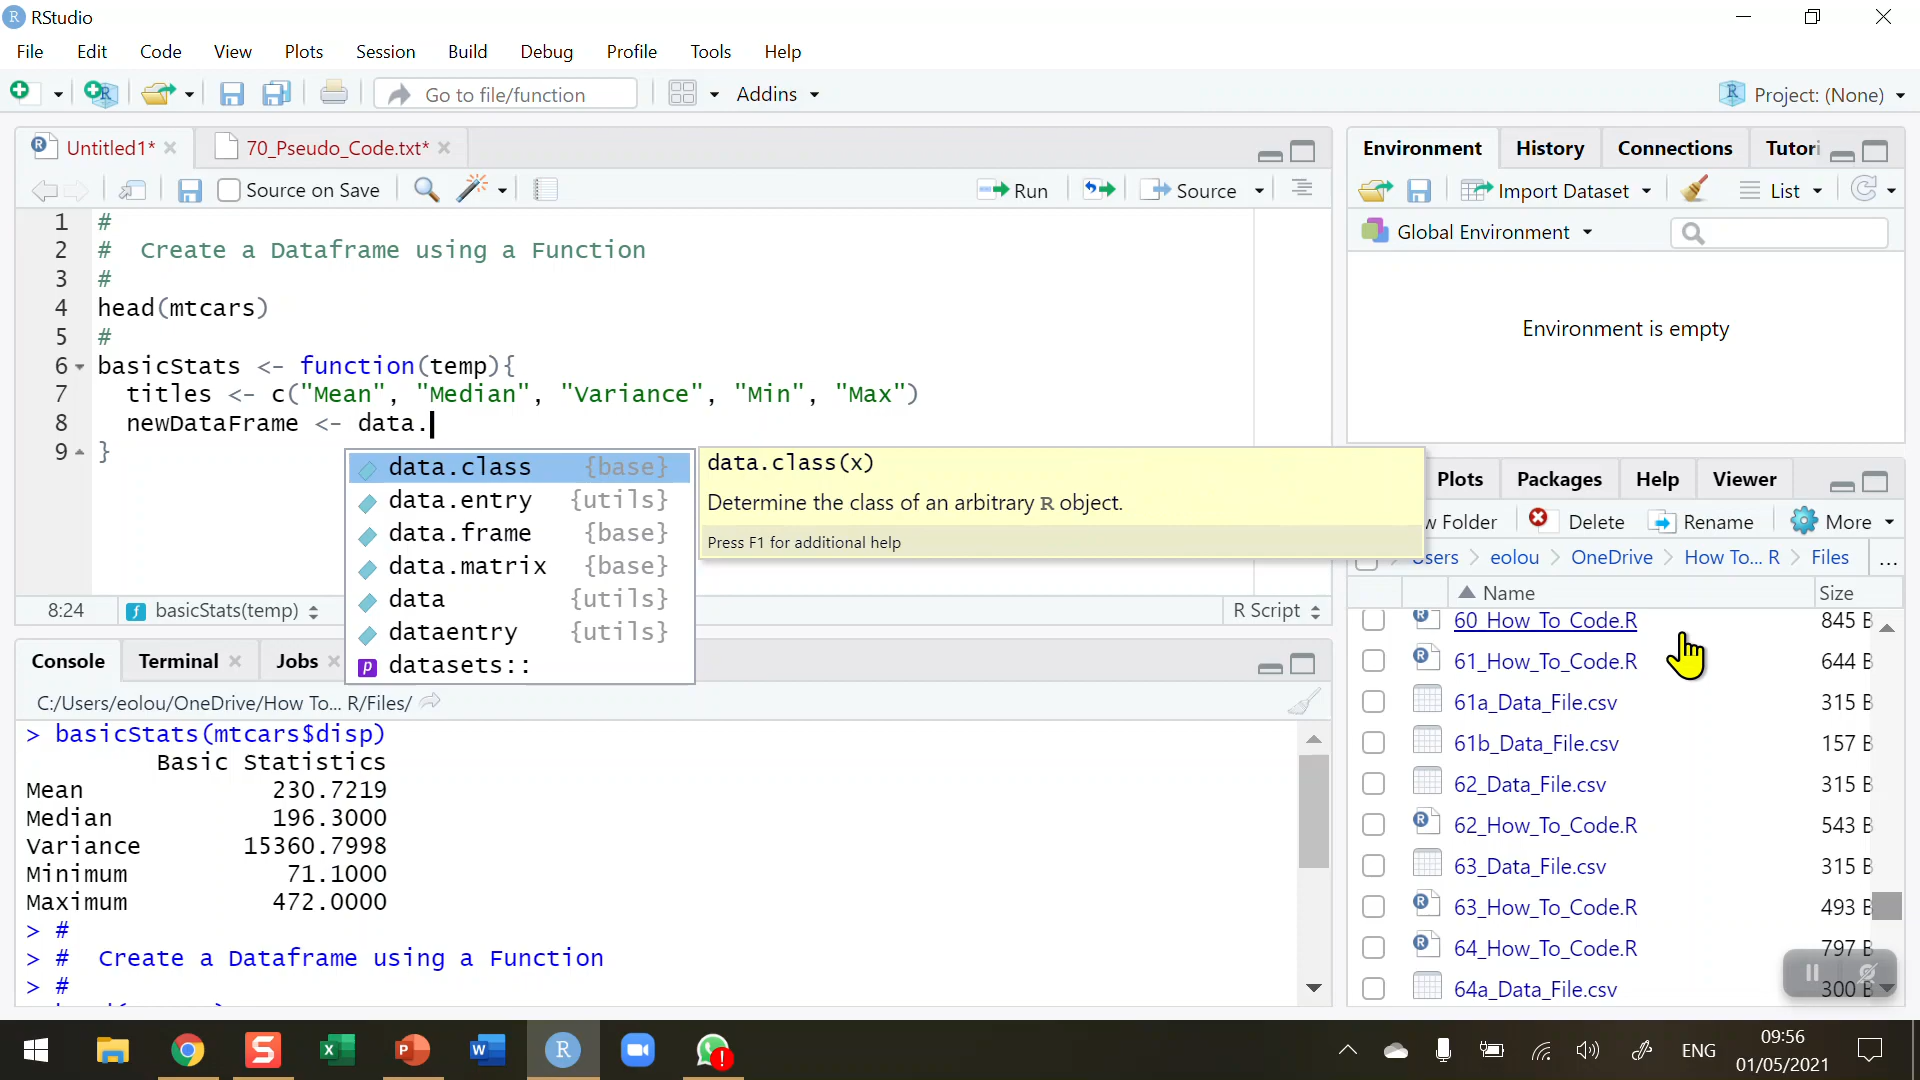 RStudio
File Edit Code View Plots Session Build Debug Profile Tools Help
Go to file/function Addins Project: (None)
Untitled1* 70_Pseudo_Code.txt*
Source on Save Run Source
1 #
2 # Create a Dataframe using a Function
3 #
4 head(mtcars)
5 #
6 basicStats <- function(temp){
7 titles <- c("Mean", "Median", "Variance", "Min", "Max")
8 newDataFrame <- data.
9 }
data.class {base}
data.entry {utils}
data.frame {base}
data.matrix {base}
data {utils}
dataentry {utils}
datasets::
data.class(x)
Determine the class of an arbitrary R object.
Press F1 for additional help
8:24 basicStats(temp) R Script
Console Terminal Jobs
C:/Users/eolou/OneDrive/How To... R/Files/
> basicStats(mtcars$disp)
Basic Statistics
Mean 230.7219
Median 196.3000
Variance 15360.7998
Minimum 71.1000
Maximum 472.0000
> #
> # Create a Dataframe using a Function
> #
Environment History Connections Tutori
Import Dataset List
Global Environment
Environment is empty
Plots Packages Help Viewer
w Folder Delete Rename More
sers eolou OneDrive How To... R Files ...
Name Size
60_How_To_Code.R 845 B
61_How_To_Code.R 644 B
61a_Data_File.csv 315 B
61b_Data_File.csv 157 B
62_Data_File.csv 315 B
62_How_To_Code.R 543 B
63_Data_File.csv 315 B
63_How_To_Code.R 493 B
64_How_To_Code.R 797 B
64a_Data_File.csv 300 B
ENG 09:56
01/05/2021